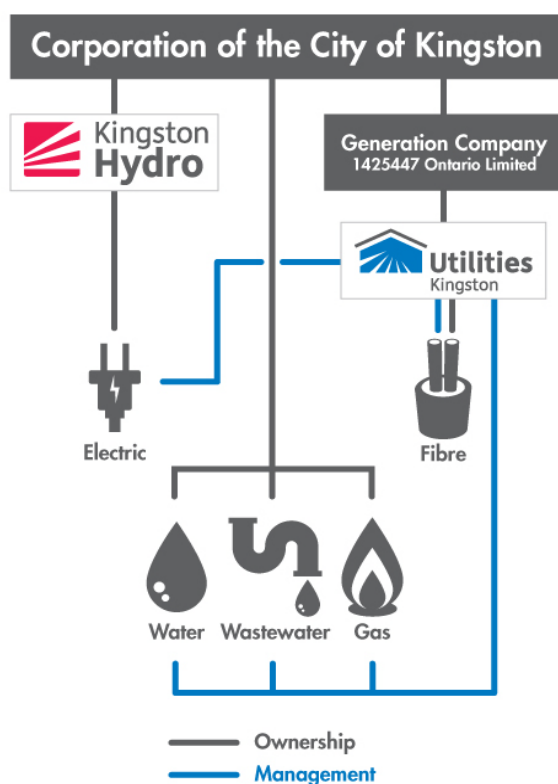 Corporation of the City of Kingston
Kingston
Hydro
Generation Company
1425447 Ontario Limited
Utilities
Kingston
Electric
Fibre
Water
Wastewater
Gas
Ownership
Management